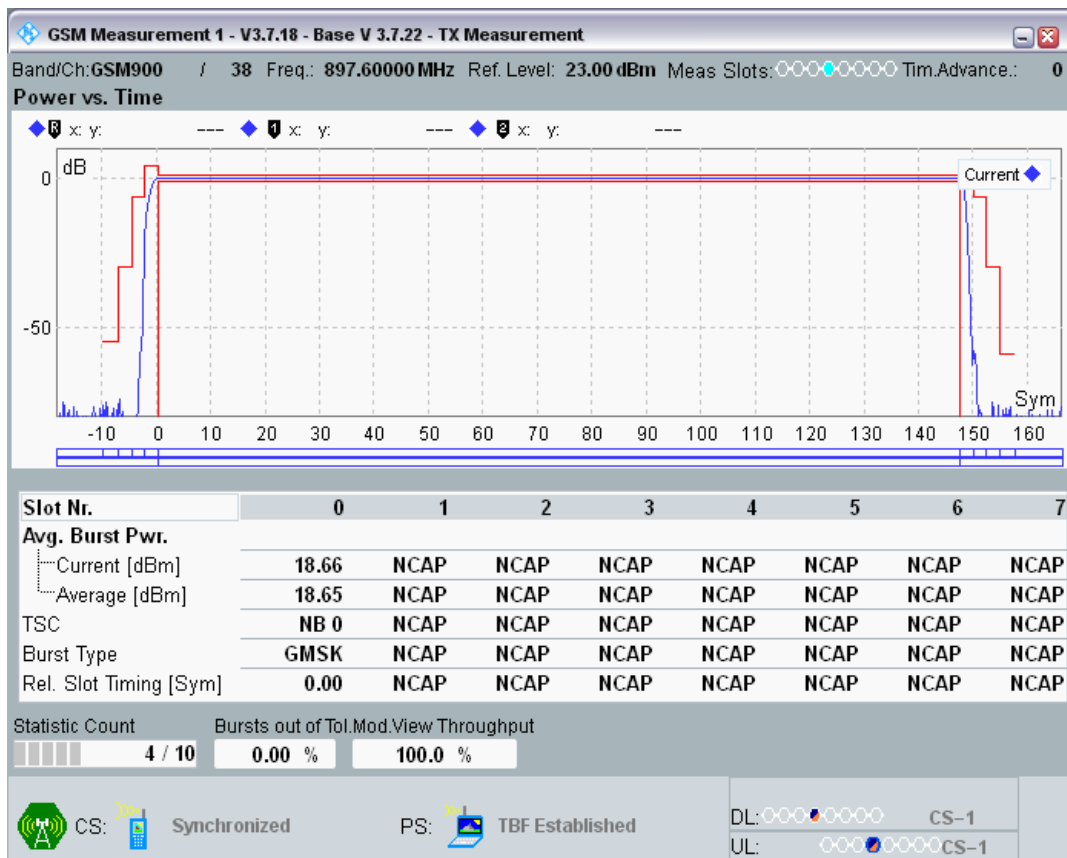 GSM Measurement 1 - V3.7.18 - Base V 3.7.22 - TX Measurement
Band/Ch:GSM900 / 38 Freq.: 897.60000 MHz Ref. Level: 23.00 dBm Meas Slots: Tim.Advance.: 0
Power vs. Time
R x: y: --- 1 x: y: --- 2 x: y: ---
dB
Current
0
-50
Sym
-10 0 10 20 30 40 50 60 70 80 90 100 110 120 130 140 150 160
Slot Nr. 0 1 2 3 4 5 6 7
Avg. Burst Pwr.
Current [dBm] 18.66 NCAP NCAP NCAP NCAP NCAP NCAP NCAP
Average [dBm] 18.65 NCAP NCAP NCAP NCAP NCAP NCAP NCAP
TSC NB 0 NCAP NCAP NCAP NCAP NCAP NCAP NCAP
Burst Type GMSK NCAP NCAP NCAP NCAP NCAP NCAP NCAP
Rel. Slot Timing [Sym] 0.00 NCAP NCAP NCAP NCAP NCAP NCAP NCAP
Statistic Count Bursts out of Tol.Mod.View Throughput
4 / 10 0.00 % 100.0 %
CS: Synchronized PS: TBF Established DL: CS-1
UL: CS-1